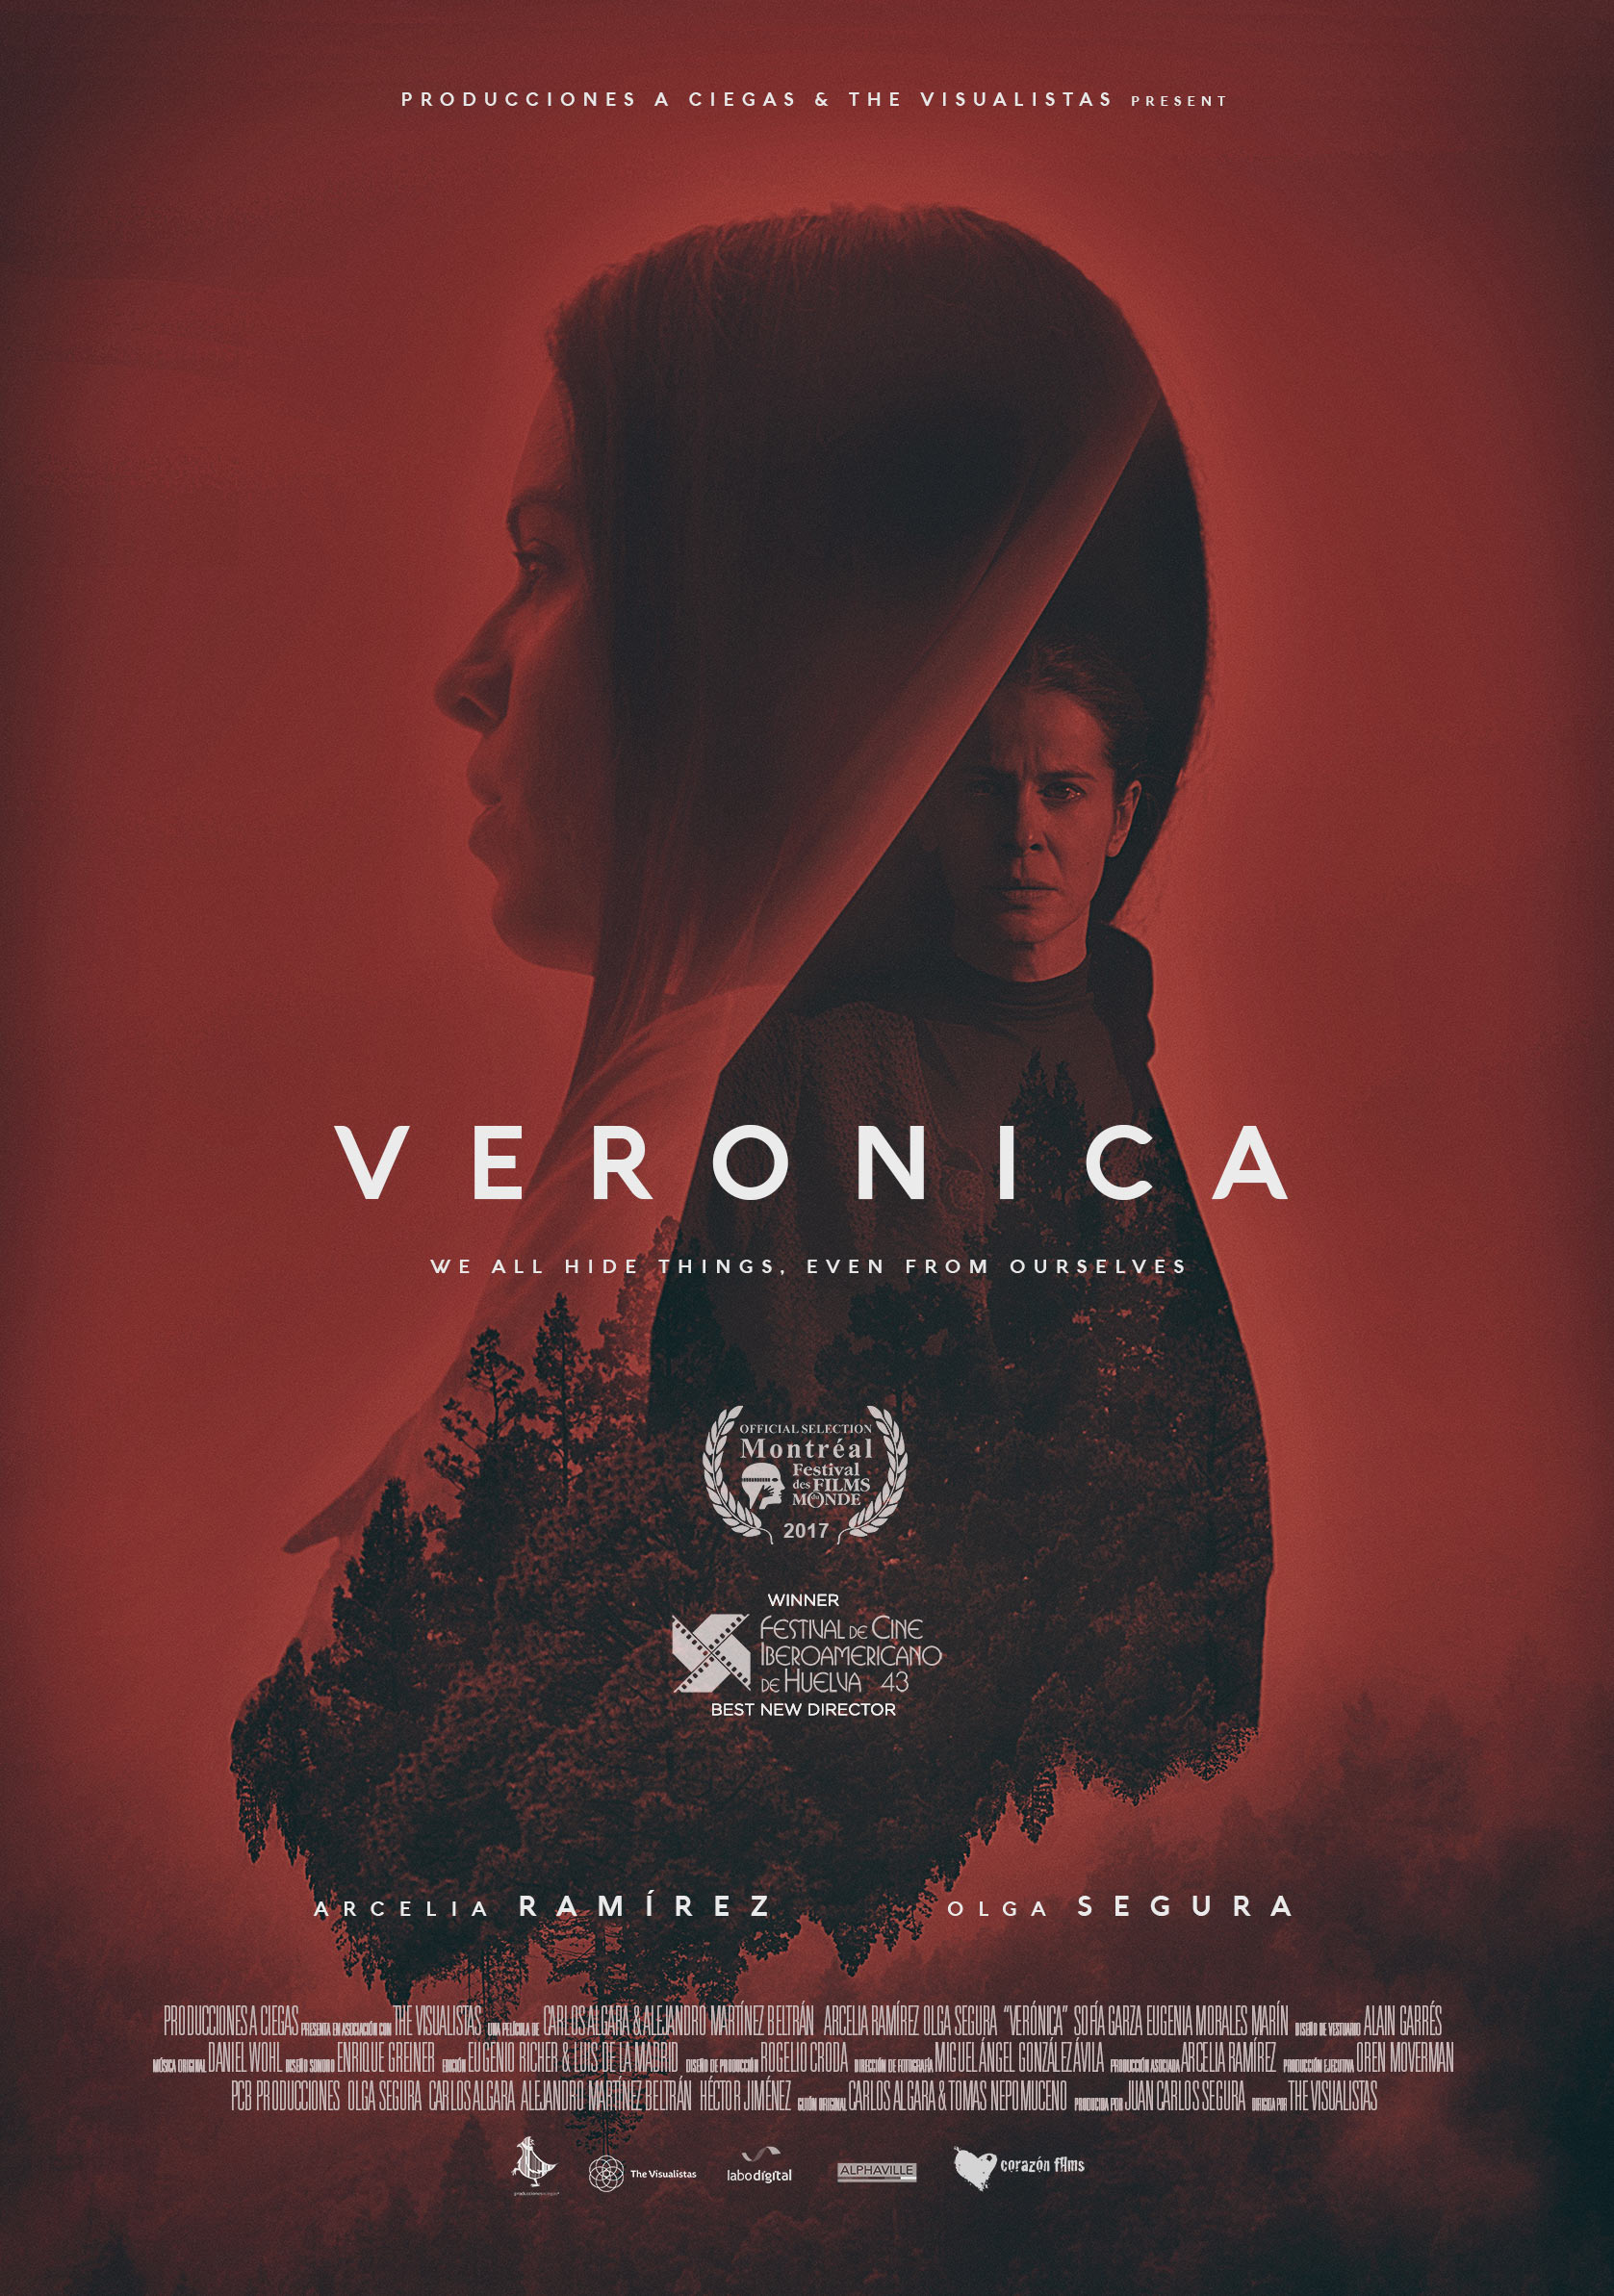 PRODUCCIONES A CIEGAS & THE VISUALISTAS PRESENT
VERONICA
WE ALL HIDE THINGS, EVEN FROM OURSELVES
OFFICIAL SELECTION
Montréal
Festival
des FILMS
du MONDE
2017
WINNER
FESTIVAL DE CINE
IBEROAMERICANO
DE HUELVA 43
BEST NEW DIRECTOR
ARCELIA RAMÍREZ OLGA SEGURA
PRODUCCIONES A CIEGAS PRESENTA EN ASOCIACIÓN CON THE VISUALISTAS UNA PELÍCULA DE CARLOS ALGARA & ALEJANDRO MARTÍNEZ BELTRÁN ARCELIA RAMÍREZ OLGA SEGURA "VERÓNICA" SOFÍA GARZA EUGENIA MORALES MARÍN DISEÑO DE VESTUARIO ALAIN GARRÉS
MÚSICA ORIGINAL DANIEL WOHL DISEÑO SONORO ENRIQUE GREINER EDICIÓN EUGENIO RICHER & LUIS DE LA MADRID DISEÑO DE PRODUCCIÓN ROGELIO CRODA DIRECCIÓN DE FOTOGRAFÍA MIGUEL ÁNGEL GONZÁLEZ ÁVILA PRODUCCIÓN ASOCIADA ARCELIA RAMÍREZ PRODUCCIÓN EJECUTIVA OREN MOVERMAN
PCB PRODUCCIONES OLGA SEGURA CARLOS ALGARA ALEJANDRO MARTÍNEZ BELTRÁN HÉCTOR JIMÉNEZ GUIÓN ORIGINAL CARLOS ALGARA & TOMAS NEPOMUCENO PRODUCIDA POR JUAN CARLOS SEGURA DIRIGIDA POR THE VISUALISTAS
The Visualistas labodigital ALPHAVILLE corazón films